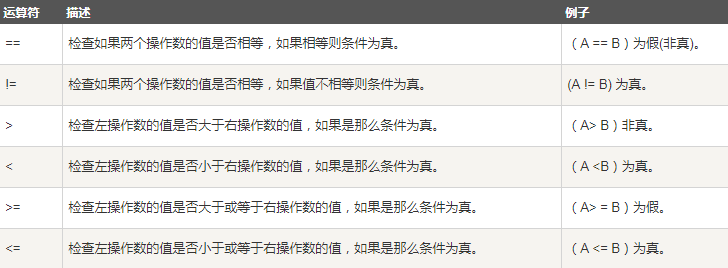 运算符 描述 例子
== 检查如果两个操作数的值是否相等，如果相等则条件为真。 （A == B）为假(非真)。
!= 检查如果两个操作数的值是否相等，如果值不相等则条件为真。 (A != B) 为真。
> 检查左操作数的值是否大于右操作数的值，如果是那么条件为真。 （A> B）非真。
< 检查左操作数的值是否小于右操作数的值，如果是那么条件为真。 （A <B）为真。
>= 检查左操作数的值是否大于或等于右操作数的值，如果是那么条件为真。 （A> = B）为假。
<= 检查左操作数的值是否小于或等于右操作数的值，如果是那么条件为真。 （A <= B）为真。